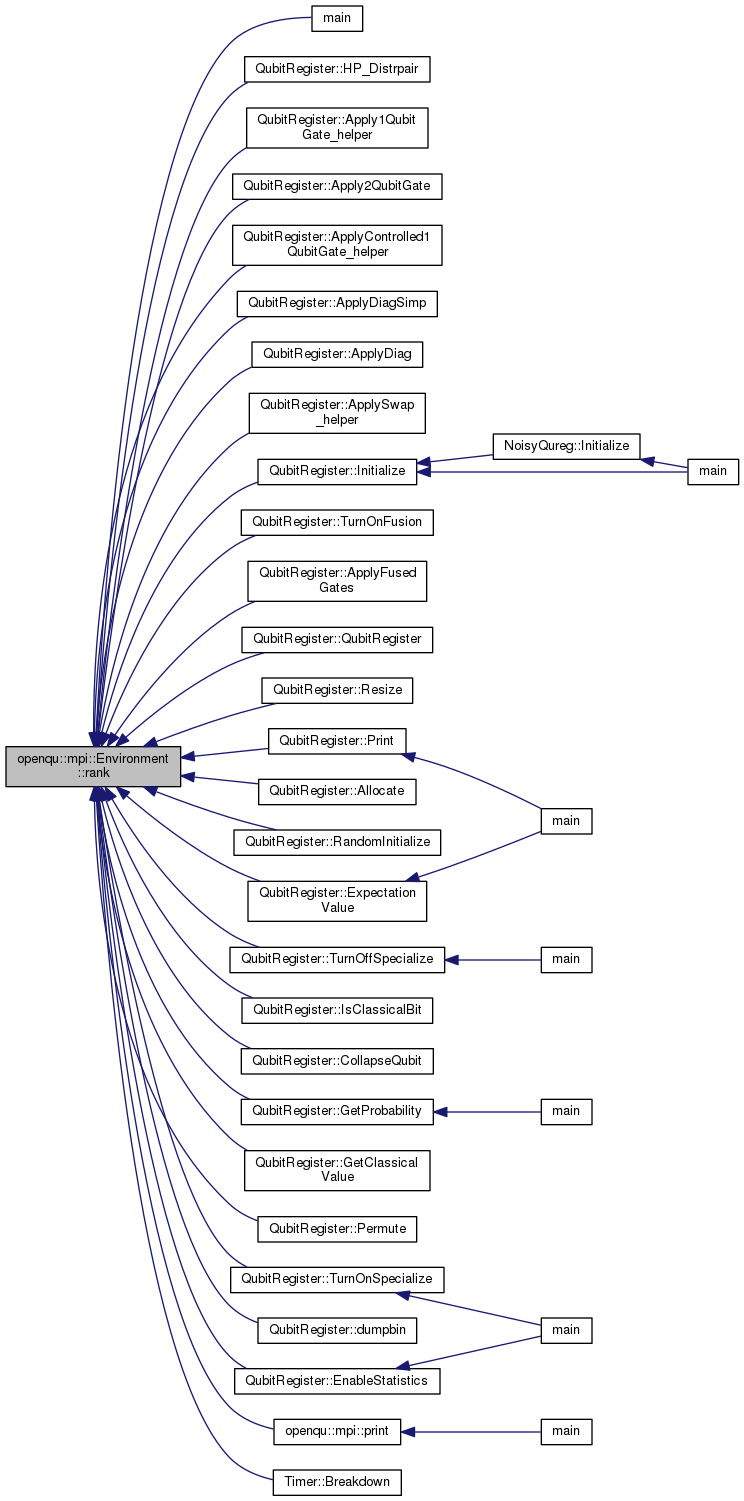 main
QubitRegister::HP_Distrpair
QubitRegister::Apply1Qubit
Gate_helper
QubitRegister::Apply2QubitGate
QubitRegister::ApplyControlled1
QubitGate_helper
QubitRegister::ApplyDiagSimp
QubitRegister::ApplyDiag
QubitRegister::ApplySwap
_helper
NoisyQureg::Initialize
QubitRegister::Initialize
main
QubitRegister::TurnOnFusion
QubitRegister::ApplyFused
Gates
QubitRegister::QubitRegister
QubitRegister::Resize
QubitRegister::Print
openqu::mpi::Environment
::rank
QubitRegister::Allocate
main
QubitRegister::RandomInitialize
QubitRegister::Expectation
Value
QubitRegister::TurnOffSpecialize
main
QubitRegister::IsClassicalBit
QubitRegister::CollapseQubit
QubitRegister::GetProbability
main
QubitRegister::GetClassical
Value
QubitRegister::Permute
QubitRegister::TurnOnSpecialize
QubitRegister::dumpbin
main
QubitRegister::EnableStatistics
openqu::mpi::print
main
Timer::Breakdown